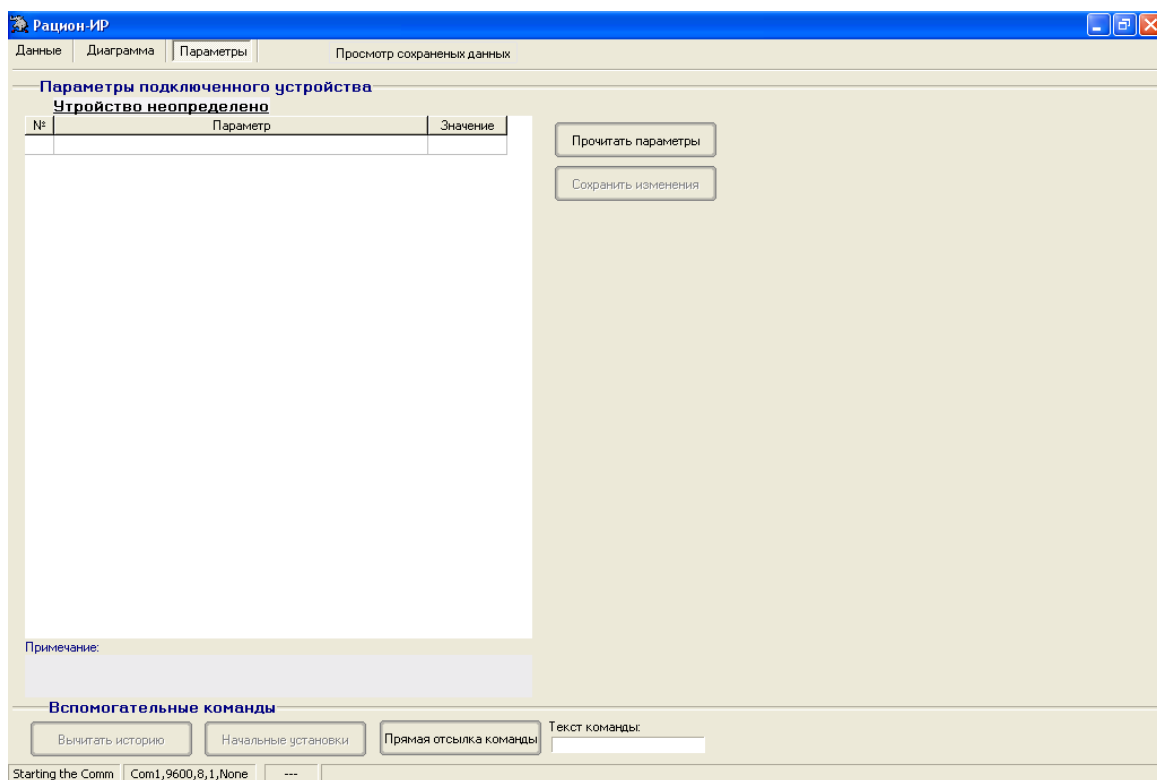 Рацион-ИР
Данные Диаграмма Параметры Просмотр сохраненых данных
Параметры подключенного устройства
Утройство неопределено
№ Параметр Значение
Прочитать параметры
Сохранить изменения
Примечание:
Вспомогательные команды
Вычитать историю Начальные установки Прямая отсылка команды Текст команды:
Starting the Comm Com1,9600,8,1,None ---